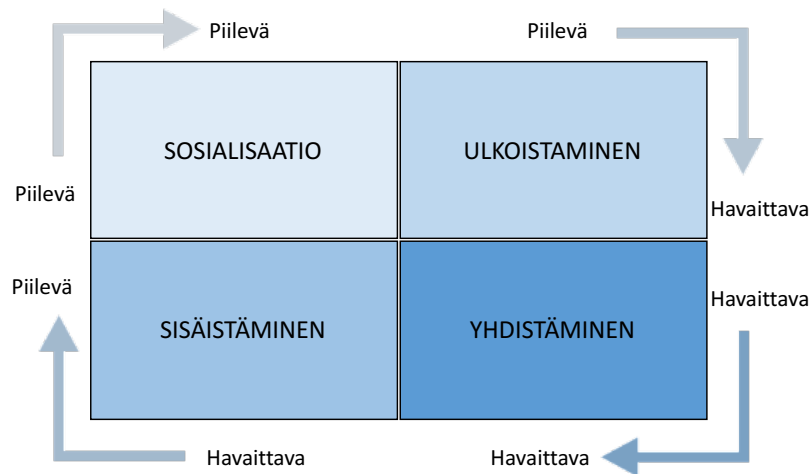 Piilevä
Piilevä
SOSIALISAATIO
ULKOISTAMINEN
Piilevä
Havaittava
Piilevä
Havaittava
SISÄISTÄMINEN
YHDISTÄMINEN
Havaittava
Havaittava